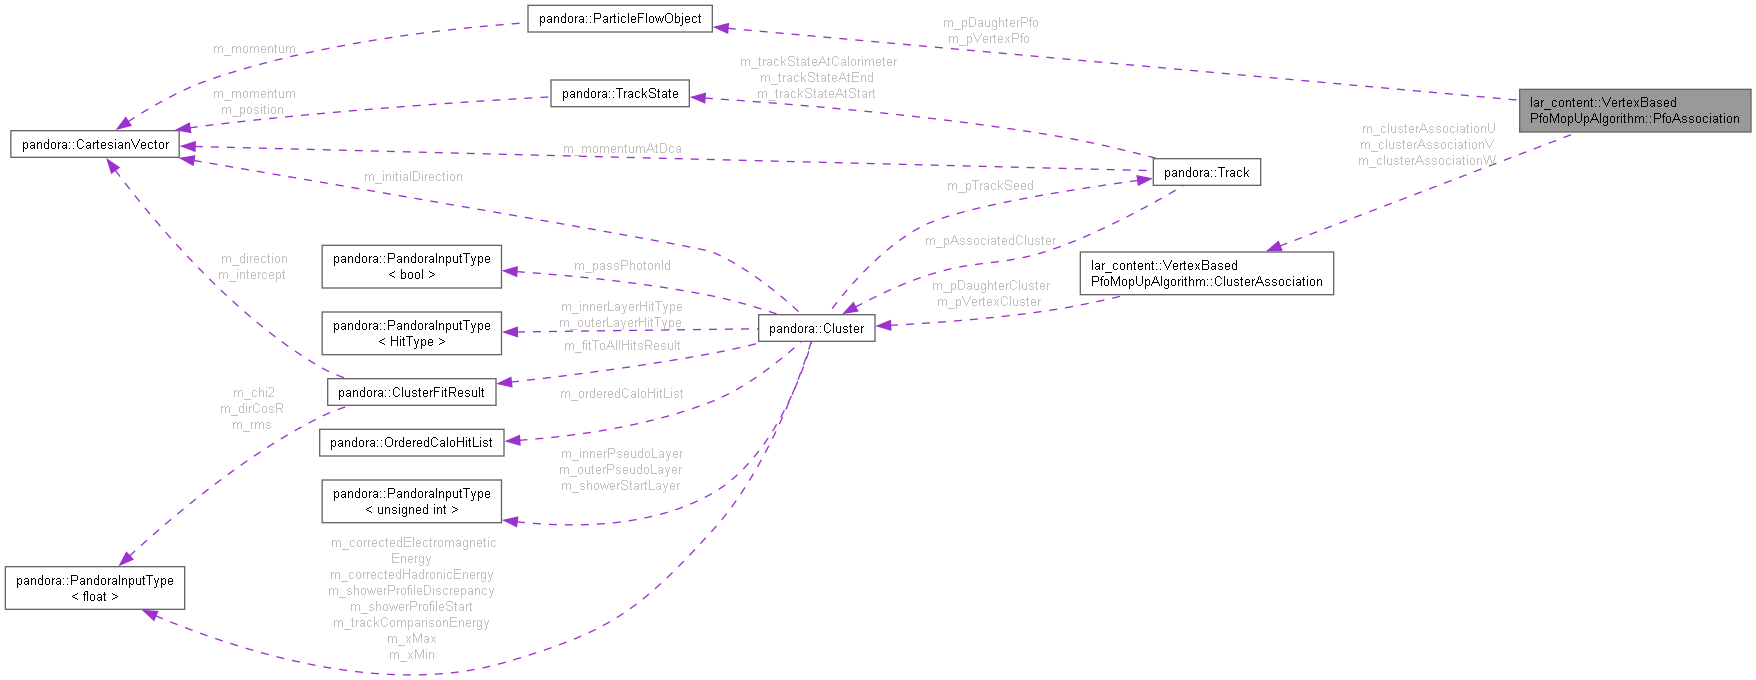 pandora::ParticleFlowObject
m_pDaughterPfo
m_pVertexPfo
m_momentum
m_trackStateAtCalorimeter
m_trackStateAtEnd
m_trackStateAtStart
pandora::TrackState
m_momentum
m_position
lar_content::VertexBased
PfoMopUpAlgorithm::PfoAssociation
pandora::CartesianVector
m_momentumAtDca
m_clusterAssociationU
m_clusterAssociationV
m_clusterAssociationW
m_initialDirection
pandora::Track
m_pTrackSeed
m_pAssociatedCluster
m_direction
m_intercept
pandora::PandoraInputType
< bool >
m_passPhotonId
lar_content::VertexBased
PfoMopUpAlgorithm::ClusterAssociation
m_pDaughterCluster
m_pVertexCluster
m_innerLayerHitType
m_outerLayerHitType
pandora::PandoraInputType
< HitType >
pandora::Cluster
m_fitToAllHitsResult
pandora::ClusterFitResult
m_orderedCaloHitList
m_chi2
m_dirCosR
m_rms
pandora::OrderedCaloHitList
m_innerPseudoLayer
m_outerPseudoLayer
m_showerStartLayer
pandora::PandoraInputType
< unsigned int >
m_correctedElectromagnetic
Energy
m_correctedHadronicEnergy
m_showerProfileDiscrepancy
m_showerProfileStart
m_trackComparisonEnergy
m_xMax
m_xMin
pandora::PandoraInputType
< float >